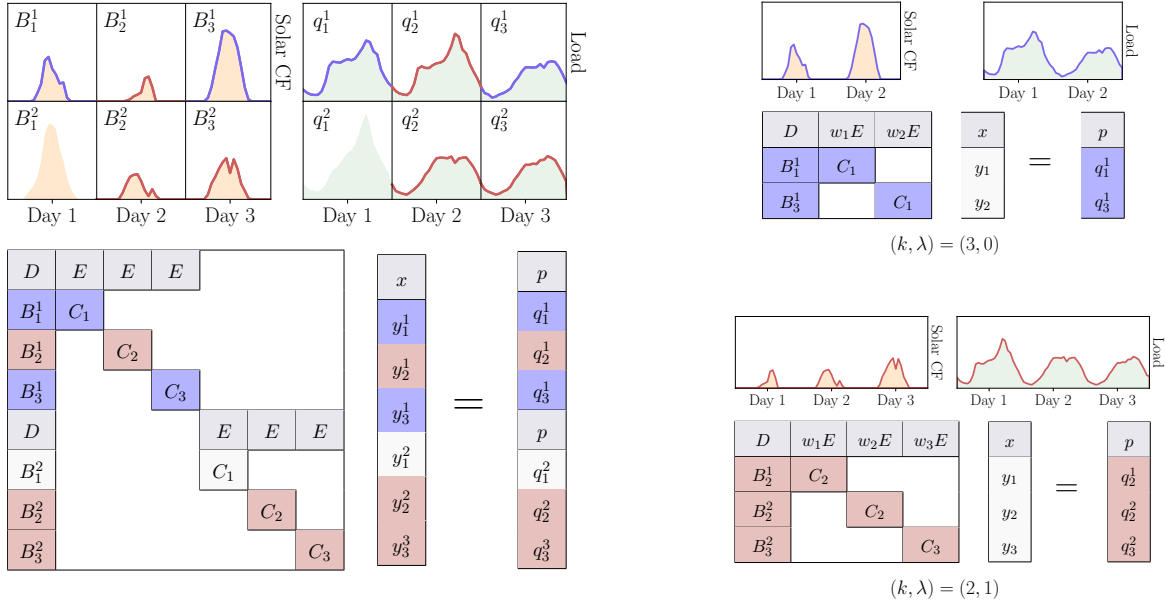 B_1^1 B_2^1 B_3^1 Solar CF
q_1^1 q_2^1 q_3^1 Load
B_1^2 B_2^2 B_3^2
q_1^2 q_2^2 q_3^2
Day 1 Day 2 Day 3
Day 1 Day 2 Day 3
D E E E
B_1^1 C_1
B_2^1 C_2
B_3^1 C_3
D E E E
B_1^2 C_1
B_2^2 C_2
B_3^2 C_3
x
y_1^1
y_2^1
y_3^1
y_1^2
y_2^2
y_3^3
=
p
q_1^1
q_2^1
q_3^1
p
q_1^2
q_2^2
q_3^3
Solar CF
Day 1 Day 2
Load
Day 1 Day 2
D w_1E w_2E
B_1^1 C_1
B_3^1 C_1
x
y_1
y_2
=
p
q_1^1
q_3^1
(k, λ) = (3, 0)
Solar CF
Day 1 Day 2 Day 3
Load
Day 1 Day 2 Day 3
D w_1E w_2E w_3E
B_2^1 C_2
B_2^2 C_2
B_3^2 C_3
x
y_1
y_2
y_3
=
p
q_2^1
q_2^2
q_3^2
(k, λ) = (2, 1)